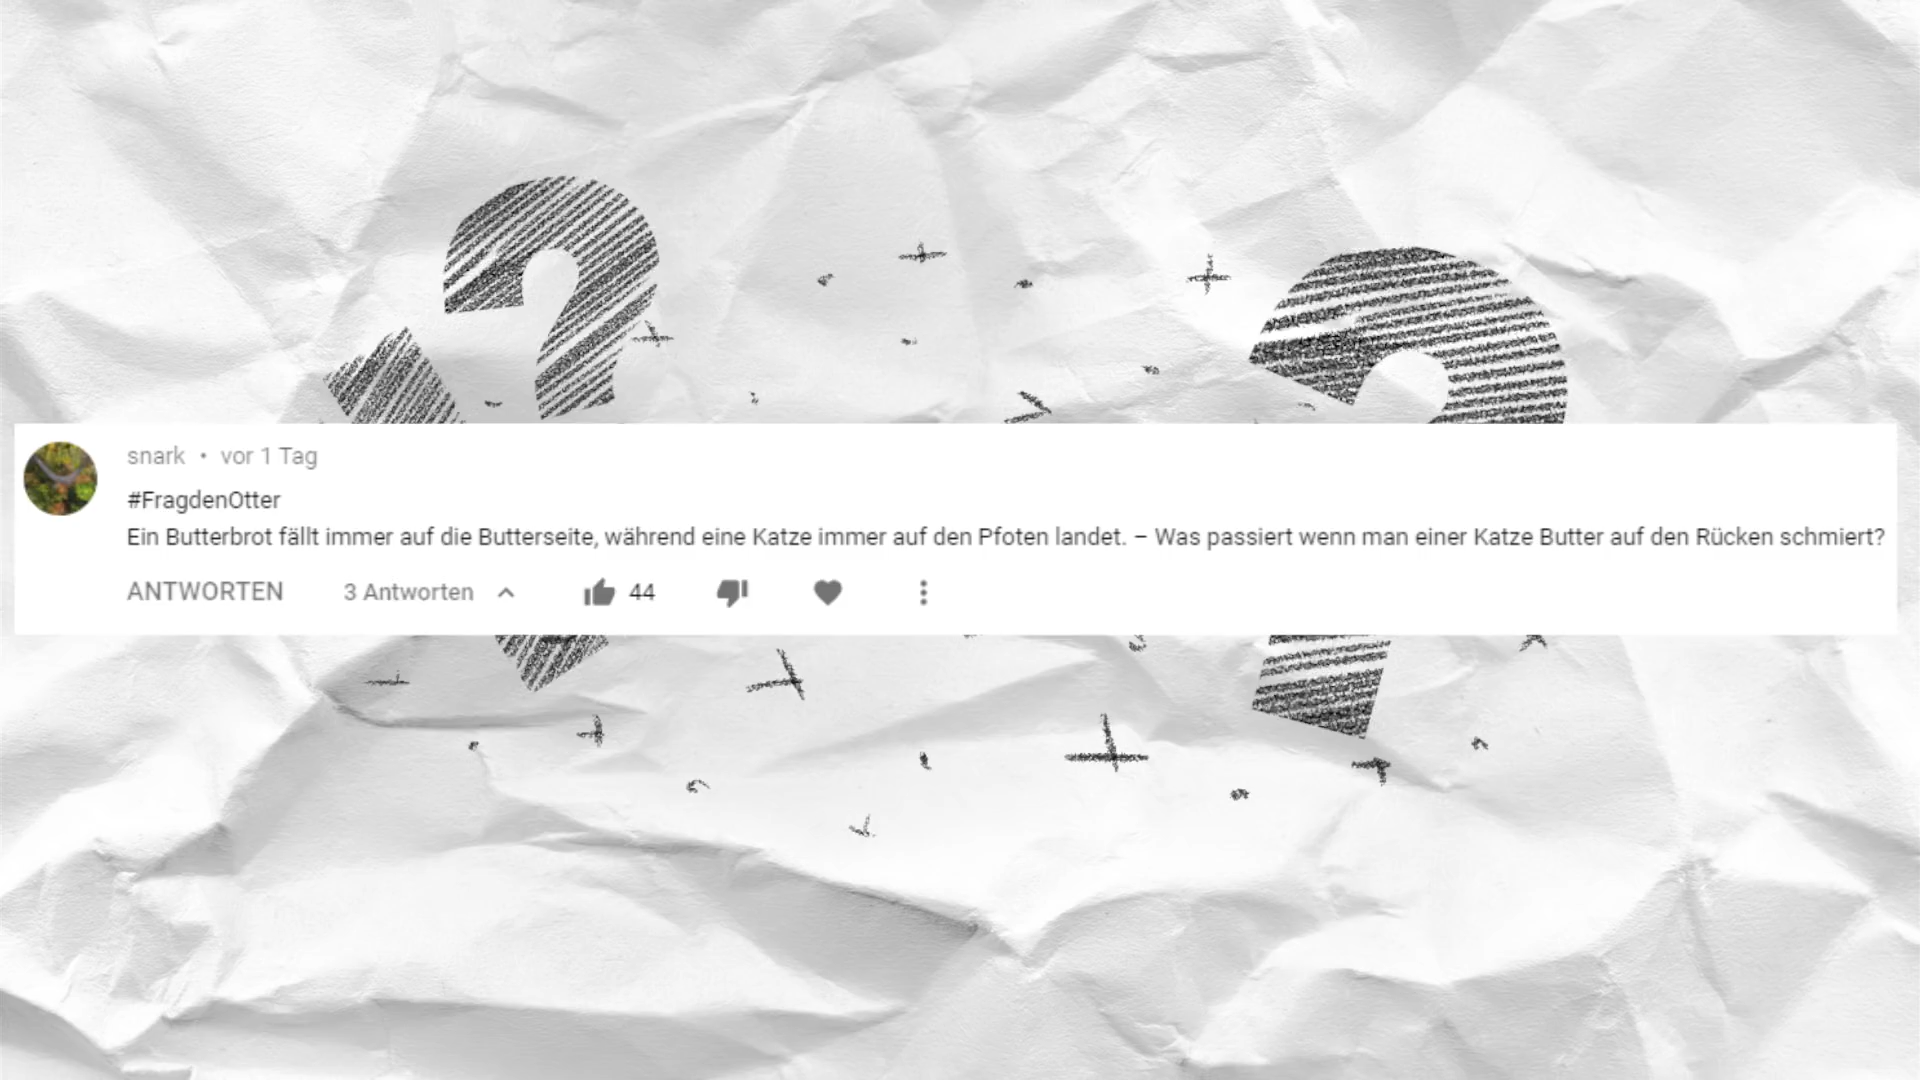 ?
?
snark • vor 1 Tag
#FragdenOtter
Ein Butterbrot fällt immer auf die Butterseite, während eine Katze immer auf den Pfoten landet. – Was passiert wenn man einer Katze Butter auf den Rücken schmiert?
ANTWORTEN 3 Antworten 44